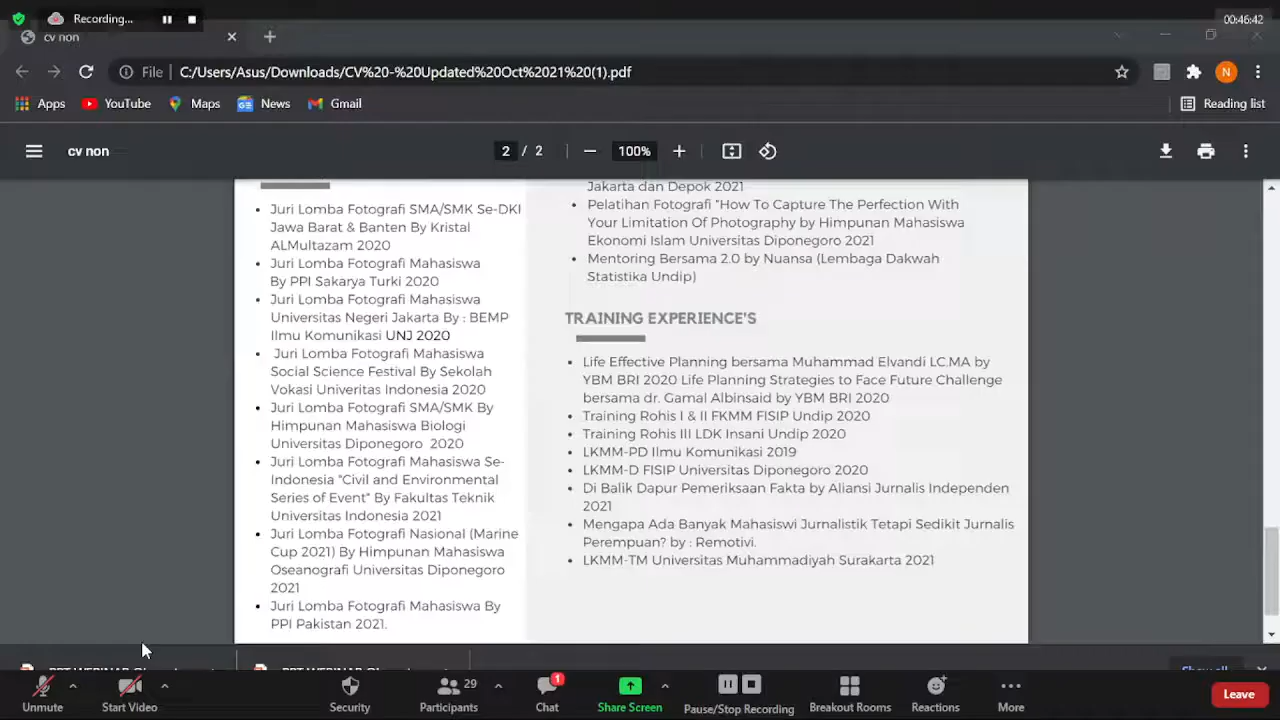 Recording...
00:46:42
cv non
File
C:/Users/Asus/Downloads/CV%20-%20Updated%20Oct%2021%20(1).pdf
Apps
YouTube
Maps
News
Gmail
Reading list
cv non
2 / 2
100%
Juri Lomba Fotografi SMA/SMK Se-DKI
Jawa Barat & Banten By Kristal
ALMultazam 2020
Juri Lomba Fotografi Mahasiswa
By PPI Sakarya Turki 2020
Juri Lomba Fotografi Mahasiswa
Universitas Negeri Jakarta By : BEMP
Ilmu Komunikasi UNJ 2020
Juri Lomba Fotografi Mahasiswa
Social Science Festival By Sekolah
Vokasi Univeritas Indonesia 2020
Juri Lomba Fotografi SMA/SMK By
Himpunan Mahasiswa Biologi
Universitas Diponegoro 2020
Juri Lomba Fotografi Mahasiswa Se-
Indonesia "Civil and Environmental
Series of Event" By Fakultas Teknik
Universitas Indonesia 2021
Juri Lomba Fotografi Nasional (Marine
Cup 2021) By Himpunan Mahasiswa
Oseanografi Universitas Diponegoro
2021
Juri Lomba Fotografi Mahasiswa By
PPI Pakistan 2021.
Jakarta dan Depok 2021
Pelatihan Fotografi "How To Capture The Perfection With
Your Limitation Of Photography by Himpunan Mahasiswa
Ekonomi Islam Universitas Diponegoro 2021
Mentoring Bersama 2.0 by Nuansa (Lembaga Dakwah
Statistika Undip)
TRAINING EXPERIENCE'S
Life Effective Planning bersama Muhammad Elvandi LC.MA by
YBM BRI 2020 Life Planning Strategies to Face Future Challenge
bersama dr. Gamal Albinsaid by YBM BRI 2020
Training Rohis I & II FKMM FISIP Undip 2020
Training Rohis III LDK Insani Undip 2020
LKMM-PD Ilmu Komunikasi 2019
LKMM-D FISIP Universitas Diponegoro 2020
Di Balik Dapur Pemeriksaan Fakta by Aliansi Jurnalis Independen
2021
Mengapa Ada Banyak Mahasiswi Jurnalistik Tetapi Sedikit Jurnalis
Perempuan? by : Remotivi.
LKMM-TM Universitas Muhammadiyah Surakarta 2021
Show all
Unmute
Start Video
Security
29
Participants
1
Chat
Share Screen
Pause/Stop Recording
Breakout Rooms
Reactions
More
Leave